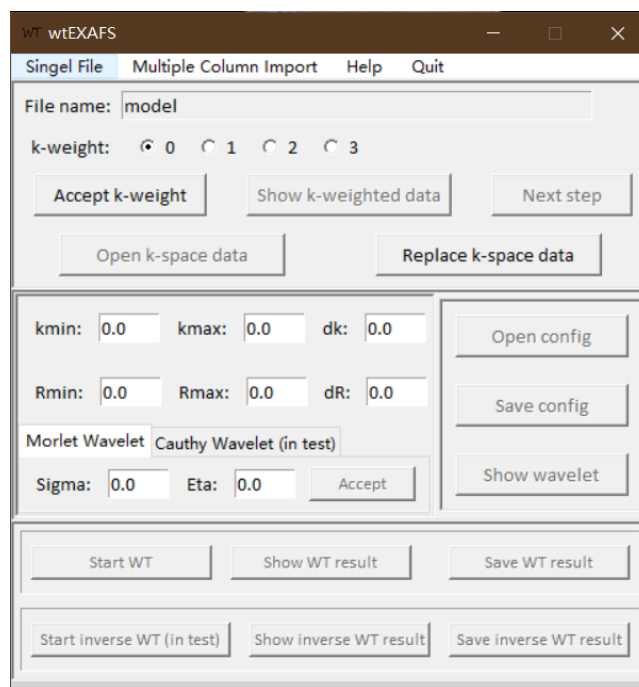 WT wtEXAFS
Singel File Multiple Column Import Help Quit
File name: model
k-weight: 0 1 2 3
Accept k-weight Show k-weighted data Next step
Open k-space data Replace k-space data
kmin: 0.0 kmax: 0.0 dk: 0.0
Rmin: 0.0 Rmax: 0.0 dR: 0.0
Morlet Wavelet Cauthy Wavelet (in test)
Sigma: 0.0 Eta: 0.0 Accept
Open config
Save config
Show wavelet
Start WT Show WT result Save WT result
Start inverse WT (in test) Show inverse WT result Save inverse WT result